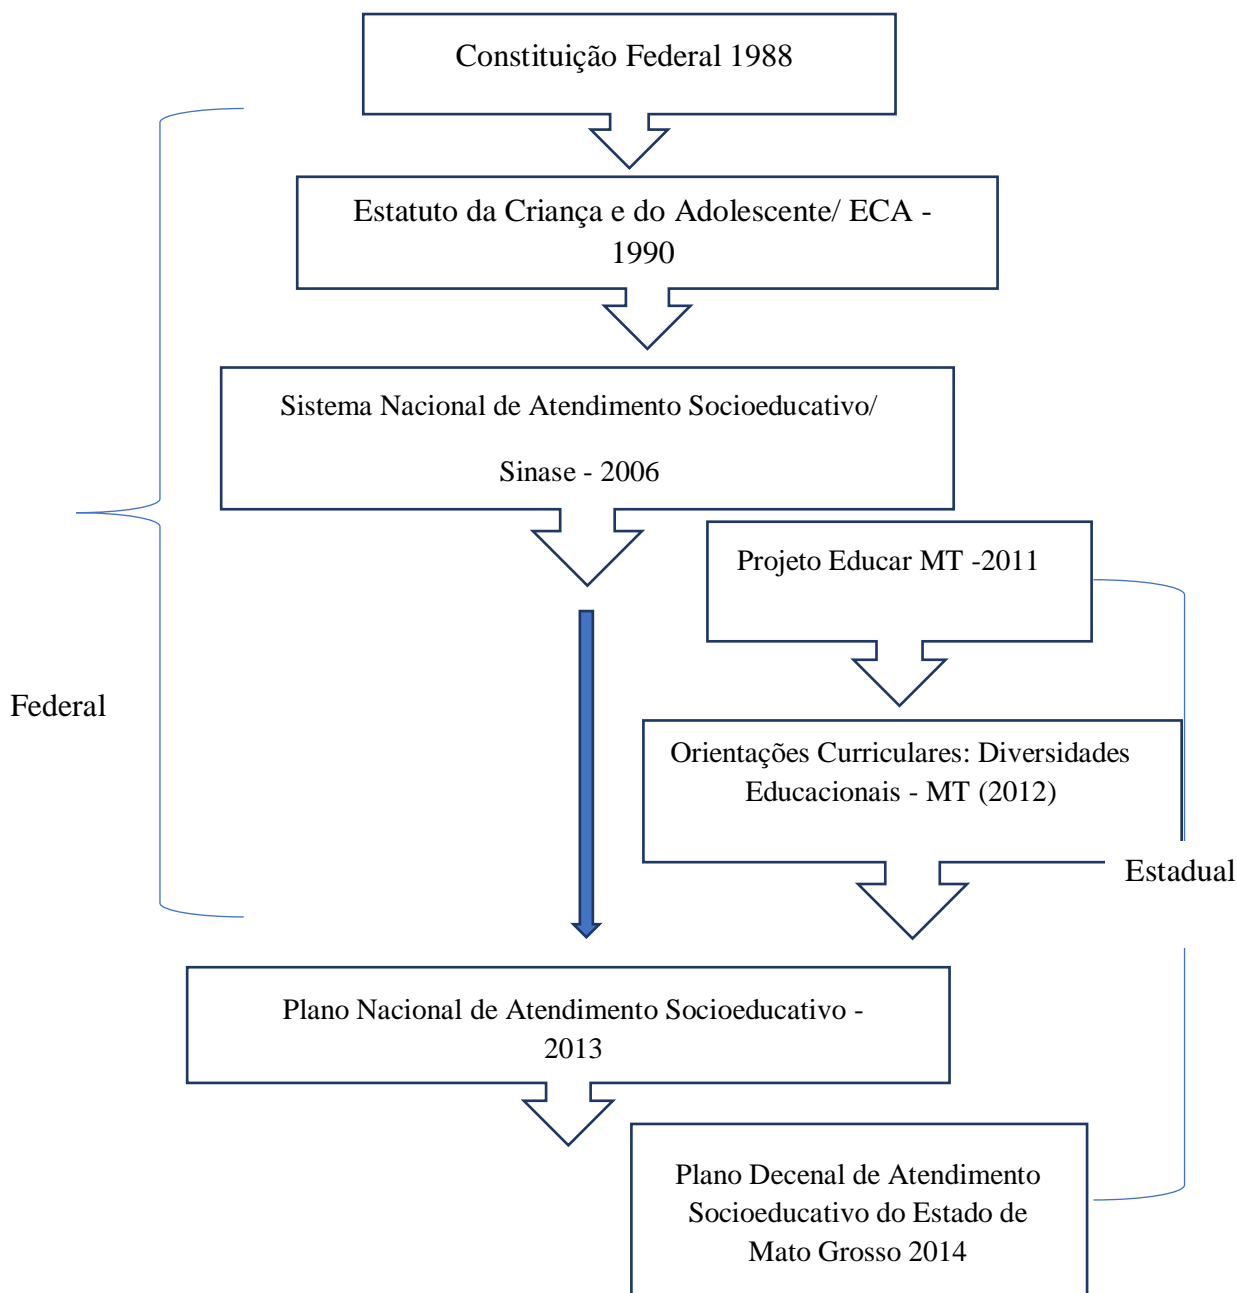 Constituição Federal 1988
Estatuto da Criança e do Adolescente/ ECA -
1990
Sistema Nacional de Atendimento Socioeducativo/
Sinase - 2006
Projeto Educar MT -2011
Federal
Orientações Curriculares: Diversidades
Educacionais - MT (2012)
Estadual
Plano Nacional de Atendimento Socioeducativo -
2013
Plano Decenal de Atendimento
Socioeducativo do Estado de
Mato Grosso 2014